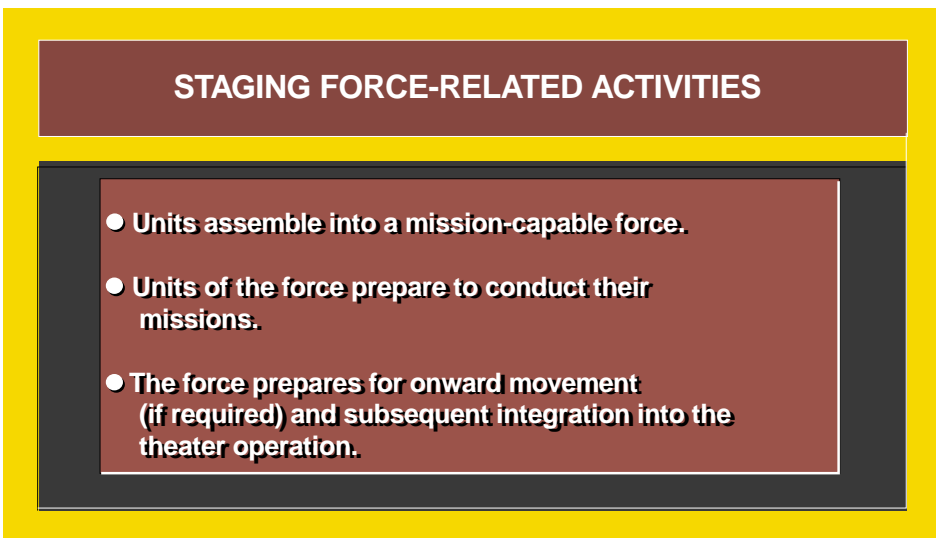 STAGING FORCE-RELATED ACTIVITIES
● Units assemble into a mission-capable force.
● Units of the force prepare to conduct their
missions.
● The force prepares for onward movement
(if required) and subsequent integration into the
theater operation.